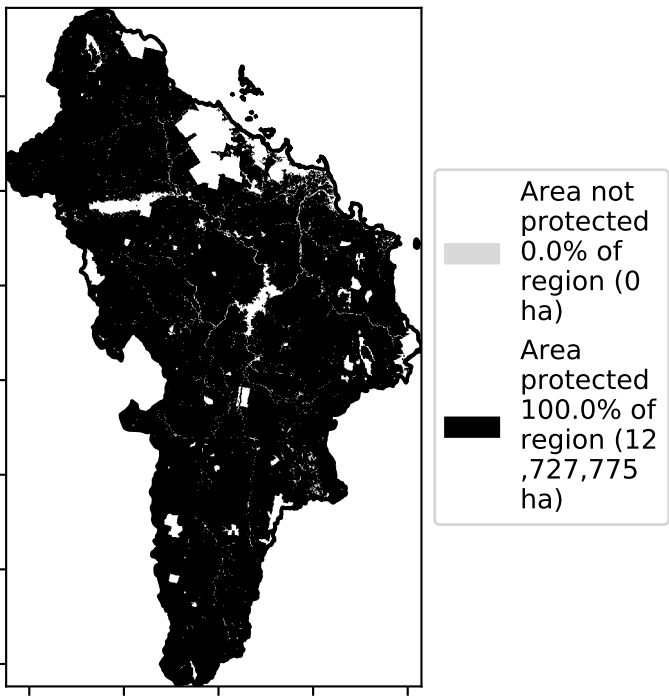 Area not
protected
0.0% of
region (0
ha)
Area
protected
100.0% of
region (12
,727,775
ha)